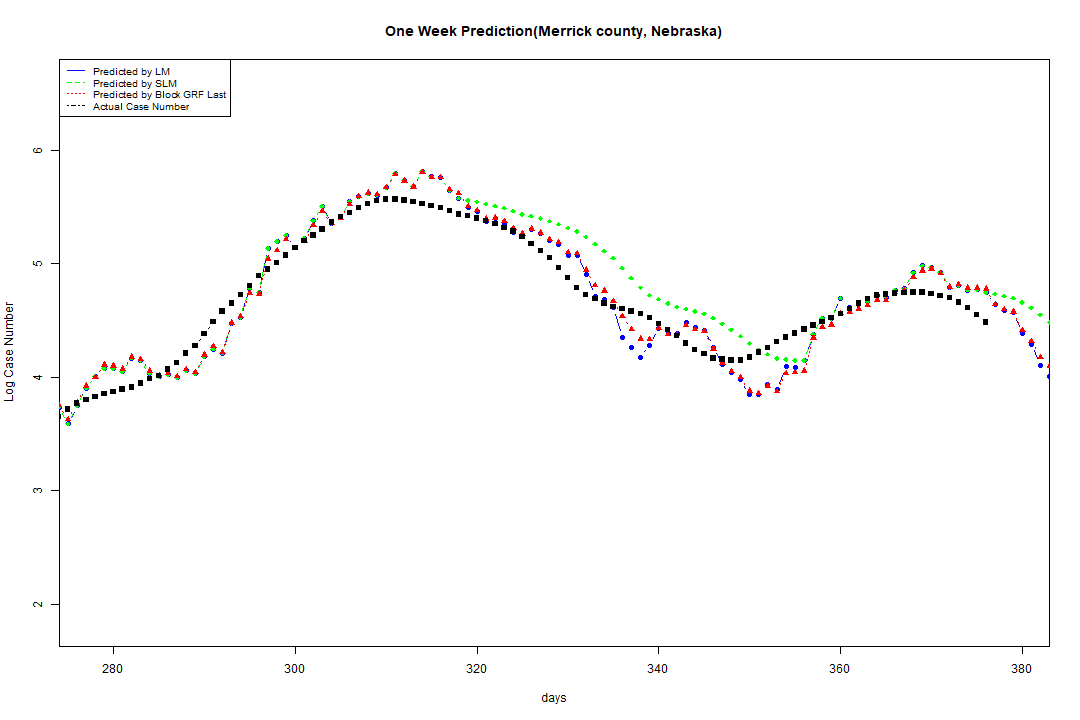 One Week Prediction(Merrick county, Nebraska)
Predicted by LM
Predicted by SLM
Predicted by Block GRF Last
Actual Case Number
Log Case Number
6
5
4
3
2
280 300 320 340 360 380
days